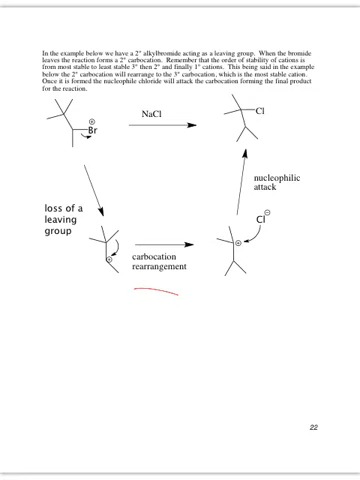 In the example below we have a 2° alkylbromide acting as a leaving group. When the bromide
leaves the reaction forms a 2° carbocation. Remember that the order of stability of cations is
from most stable to least stable 3° then 2° and finally 1° cations. This being said in the example
below the 2° carbocation will rearrange to the 3° carbocation, which is the most stable cation.
Once it is formed the nucleophile chloride will attack the carbocation forming the final product
for the reaction.
NaCl
Cl
Br
nucleophilic
attack
loss of a
leaving
group
Cl
carbocation
rearrangement
22